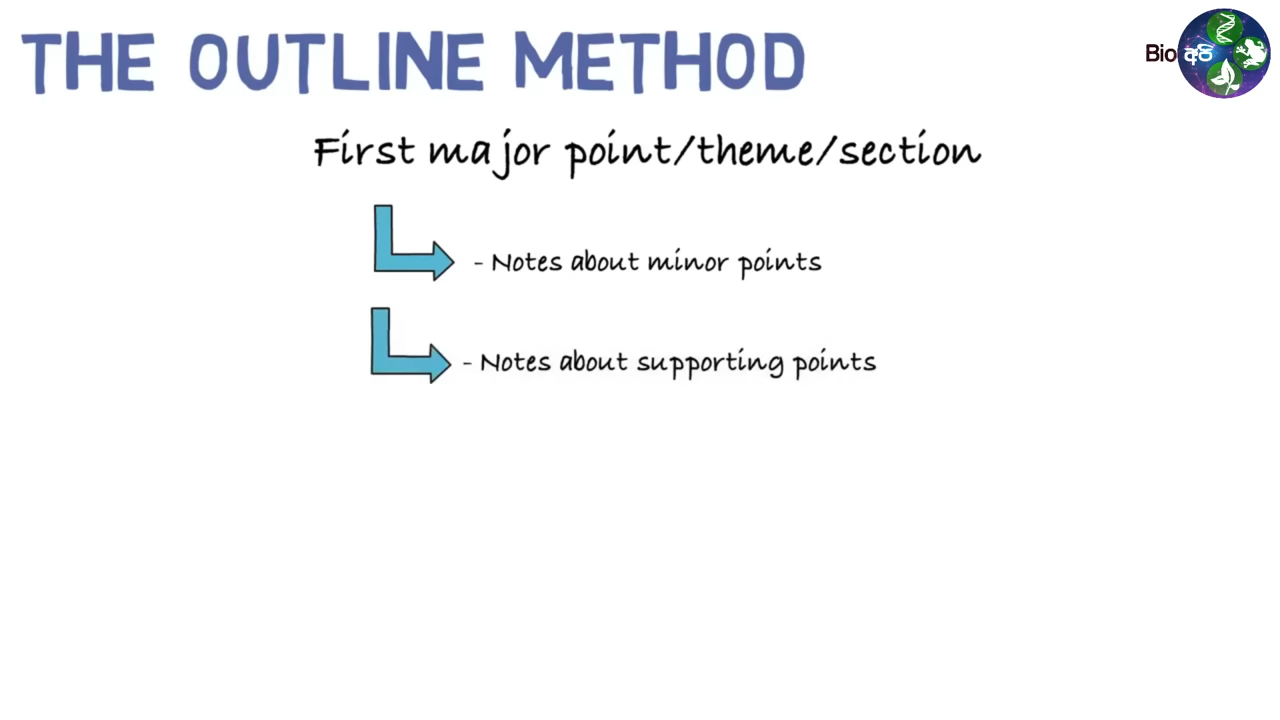 THE OUTLINE METHOD
Bio
First major point/theme/section
- Notes about minor points
- Notes about supporting points